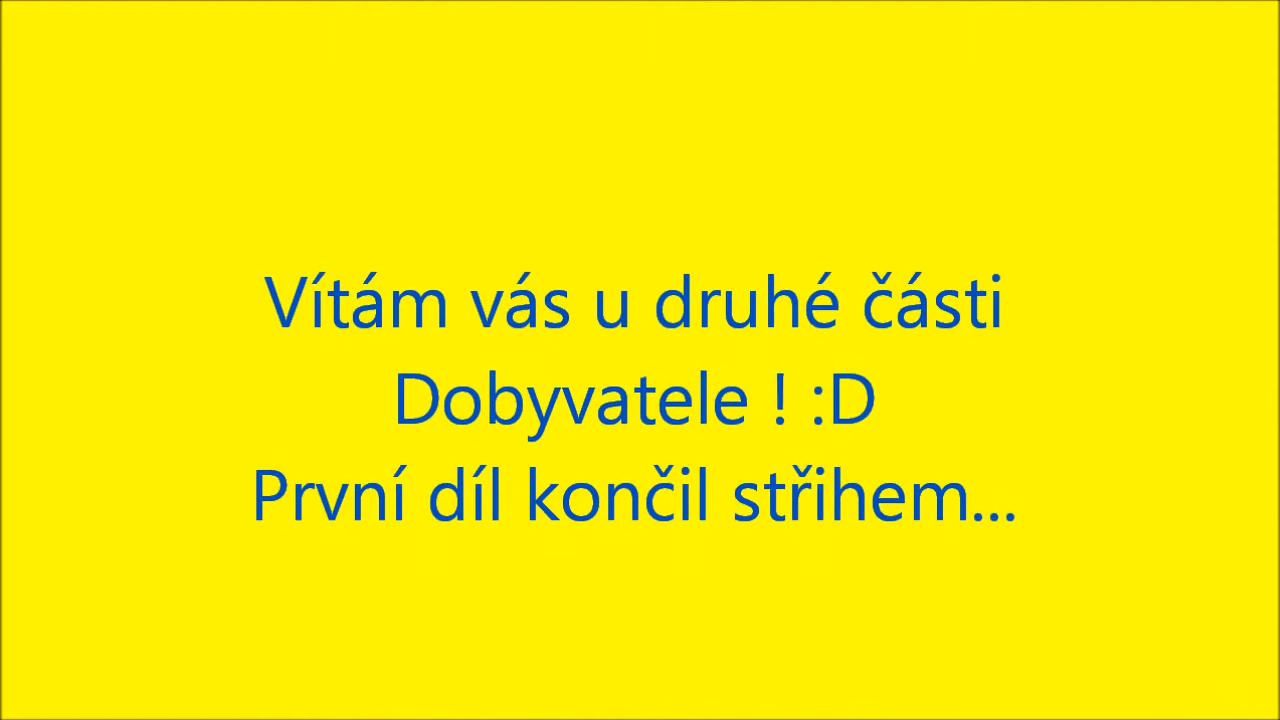 Vítám vás u druhé části
Dobyvatele ! :D
První díl končil střihem...